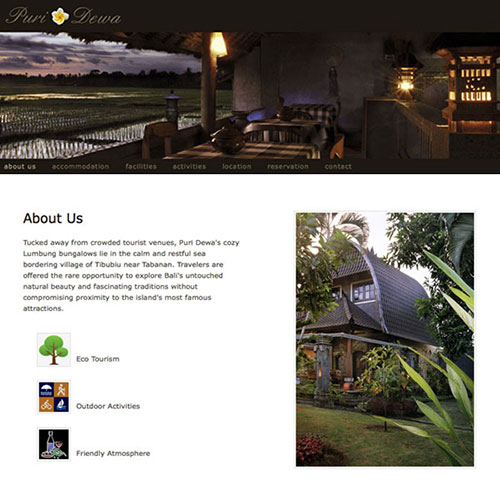 Puri Dewa
about us accommodation facilities activities location reservation contact
About Us
Tucked away from crowded tourist venues, Puri Dewa's cozy
Lumbung bungalows lie in the calm and restful sea
bordering village of Tibubiu near Tabanan. Travelers are
offered the rare opportunity to explore Bali's untouched
natural beauty and fascinating traditions without
compromising proximity to the island's most famous
attractions.
Eco Tourism
Outdoor Activities
Friendly Atmosphere